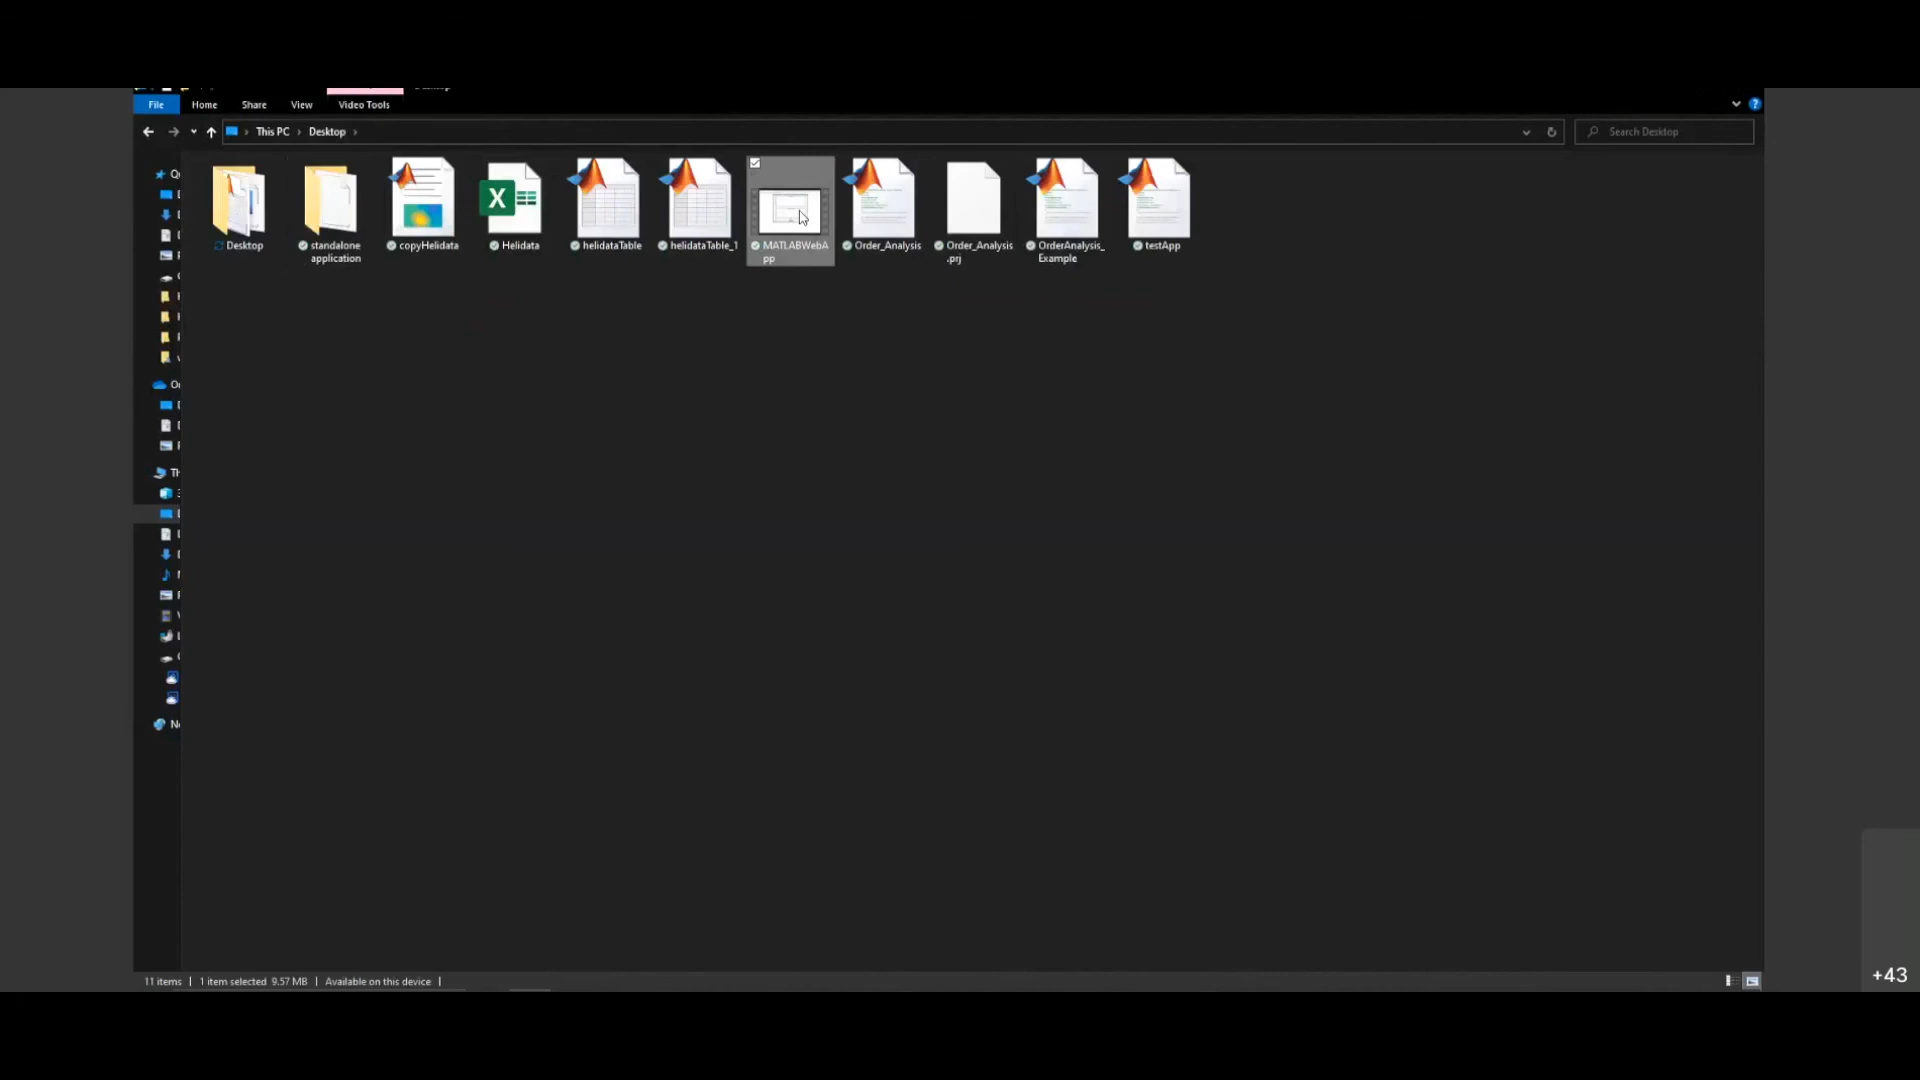 File Home Share View Video Tools
This PC > Desktop >
Search Desktop
Desktop
standalone
application
copyHelidata
Helidata
helidataTable
helidataTable_1
MATLABWebA
pp
Order_Analysis
Order_Analysis
.prj
OrderAnalysis_
Example
testApp
11 items | 1 item selected 9.57 MB | Available on this device |
+43